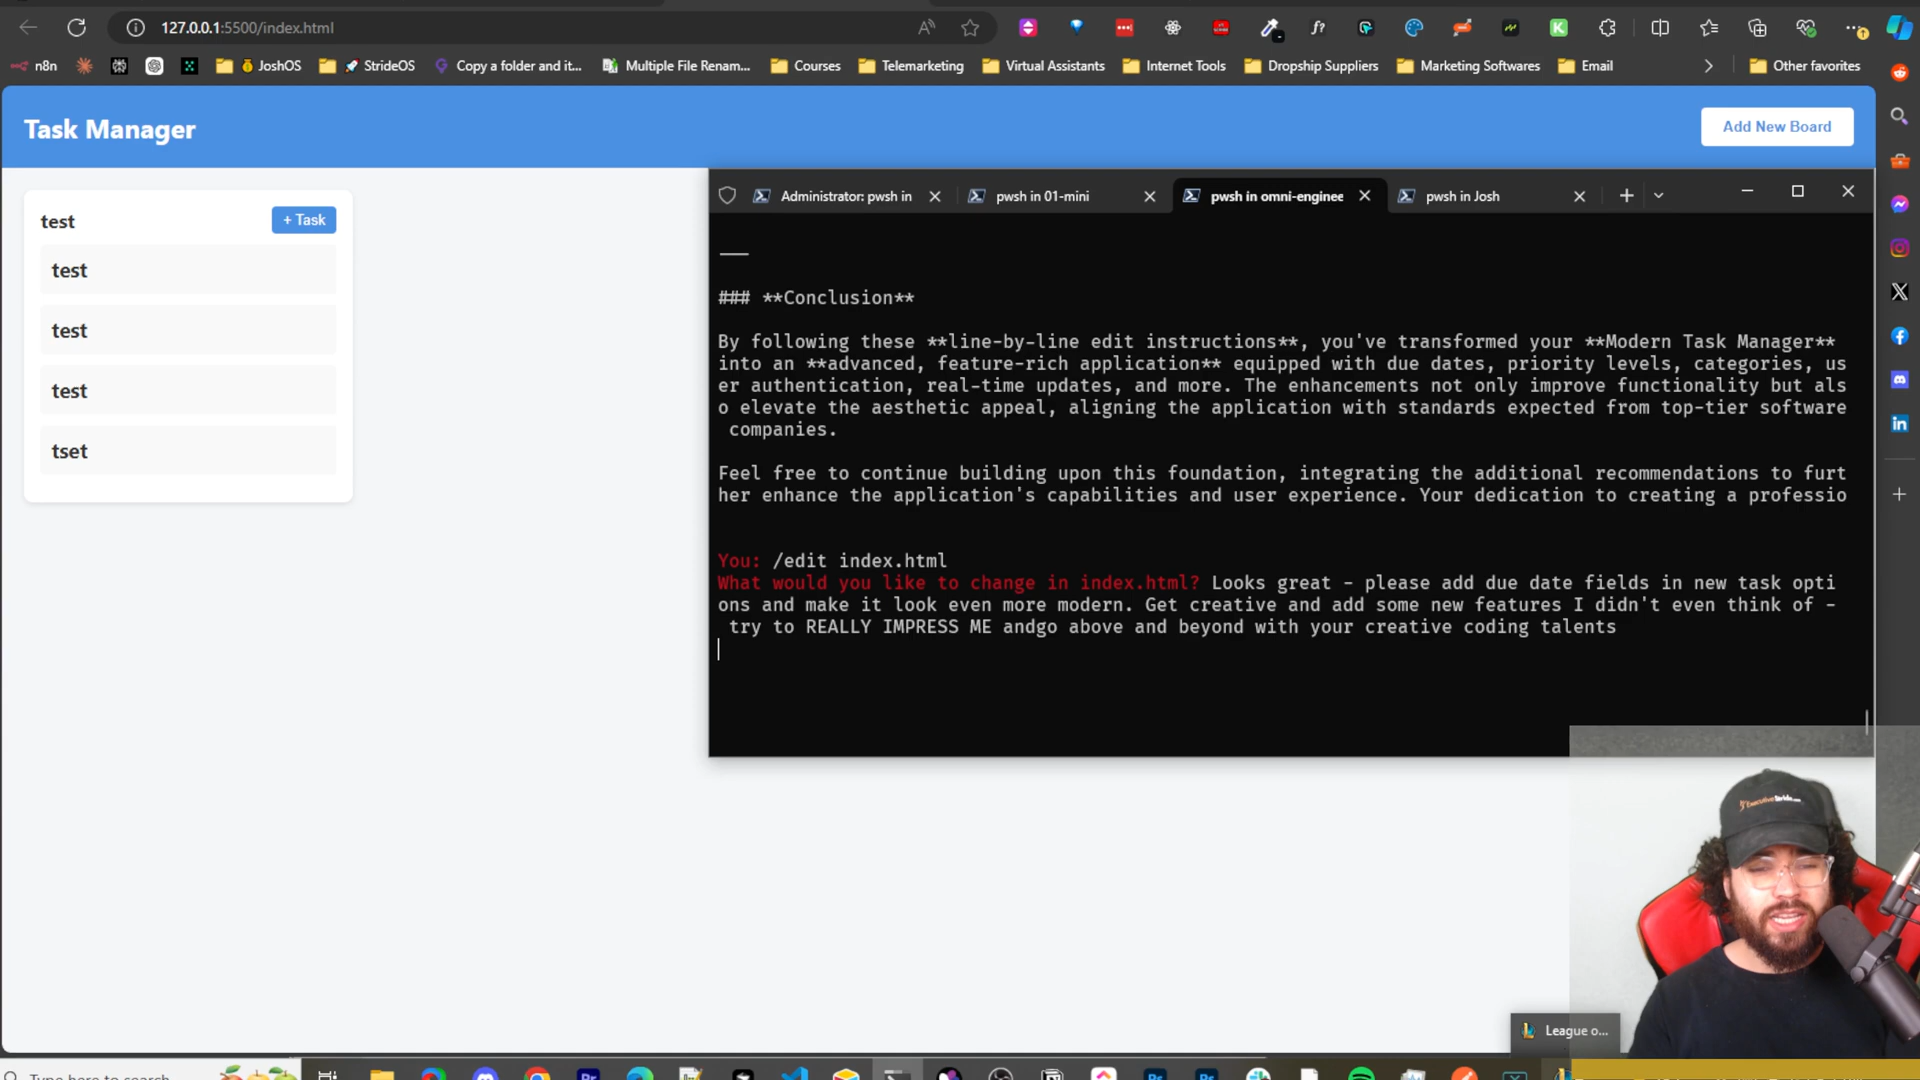 127.0.0.1:5500/index.html
n8n
JoshOS
StrideOS
Copy a folder and it...
Multiple File Renam...
Courses
Telemarketing
Virtual Assistants
Internet Tools
Dropship Suppliers
Marketing Softwares
Email
Other favorites
Task Manager
Add New Board
test
+ Task
test
test
test
tset
Administrator: pwsh in
pwsh in 01-mini
pwsh in omni-enginee
pwsh in Josh
___
### **Conclusion**
By following these **line-by-line edit instructions**, you've transformed your **Modern Task Manager**
into an **advanced, feature-rich application** equipped with due dates, priority levels, categories, us
er authentication, real-time updates, and more. The enhancements not only improve functionality but als
o elevate the aesthetic appeal, aligning the application with standards expected from top-tier software
companies.
Feel free to continue building upon this foundation, integrating the additional recommendations to furt
her enhance the application's capabilities and user experience. Your dedication to creating a professio
You: /edit index.html
What would you like to change in index.html? Looks great - please add due date fields in new task opti
ons and make it look even more modern. Get creative and add some new features I didn't even think of -
try to REALLY IMPRESS ME andgo above and beyond with your creative coding talents
League o...
Type here to search